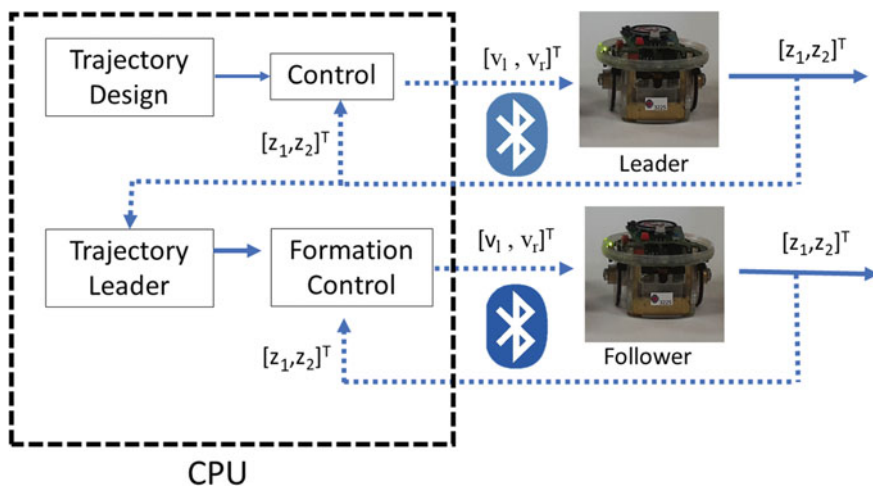 Trajectory
Design
Control
[v_l , v_r]^T
[z_1,z_2]^T
Leader
[z_1,z_2]^T
Trajectory
Leader
Formation
Control
[v_l , v_r]^T
[z_1,z_2]^T
Follower
[z_1,z_2]^T
CPU